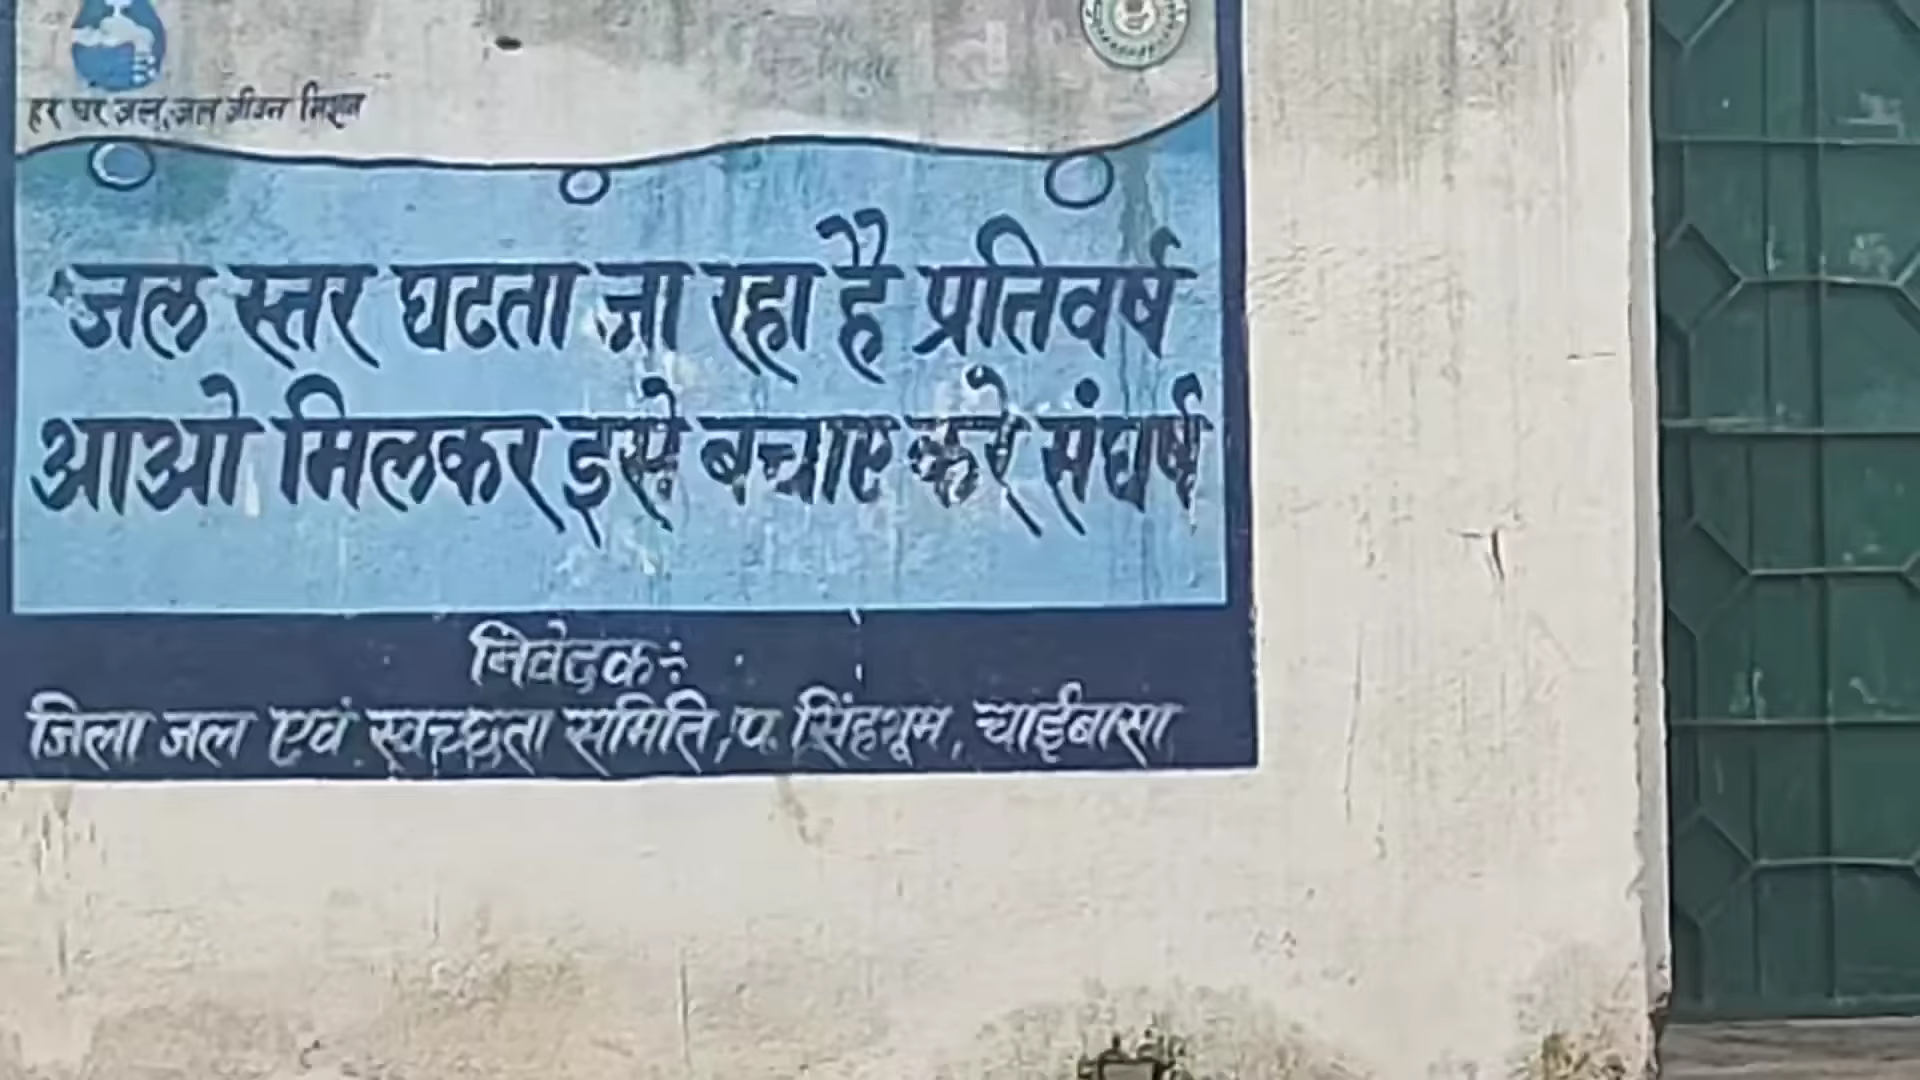 हर घर जल, जल जीवन मिशन
जल स्तर घटता जा रहा है प्रतिवर्ष
आओ मिलकर इसे बचाए करे संघर्ष
निवेदक:
जिला जल एवं स्वच्छता समिति, प. सिंहभूम, चाईबासा